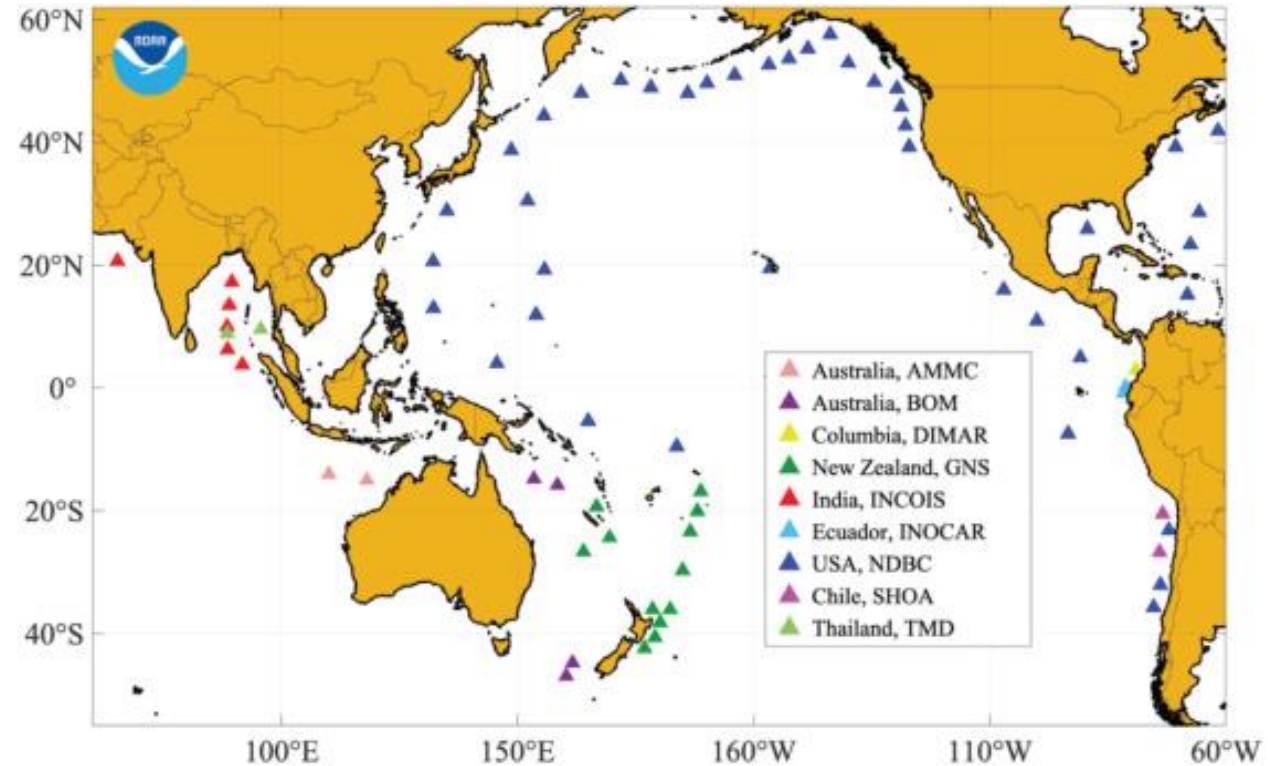 60°N
NOAA
40°N
20°N
0°
20°S
40°S
Australia, AMMC
Australia, BOM
Columbia, DIMAR
New Zealand, GNS
India, INCOIS
Ecuador, INOCAR
USA, NDBC
Chile, SHOA
Thailand, TMD
100°E 150°E 160°W 110°W 60°W